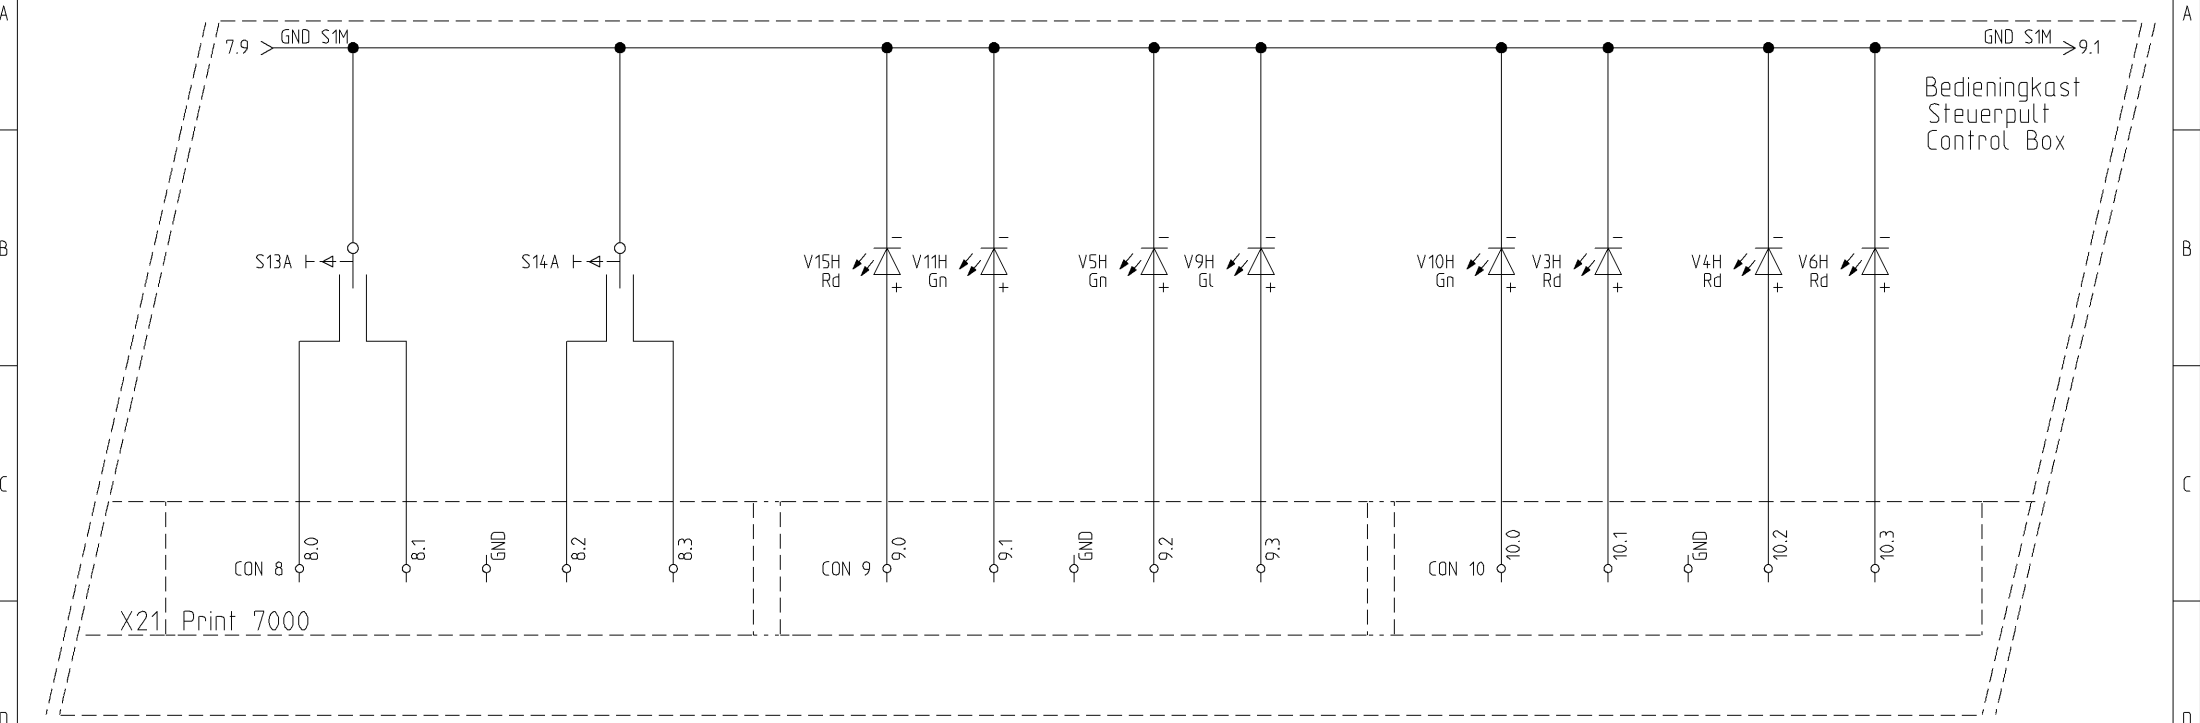 A
A
7.9
GND S1M
GND S1M
9.1
Bedieningkast
Steuerpult
Control Box
B
B
S13A
S14A
V15H
Rd
V11H
Gn
V5H
Gn
V9H
Gl
V10H
Gn
V3H
Rd
V4H
Rd
V6H
Rd
− + − + − + − + − + − + − + − +
C
C
CON 8
8.0
8.1
GND
8.2
8.3
CON 9
9.0
9.1
GND
9.2
9.3
CON 10
10.0
10.1
GND
10.2
10.3
X21 Print 7000
D
D